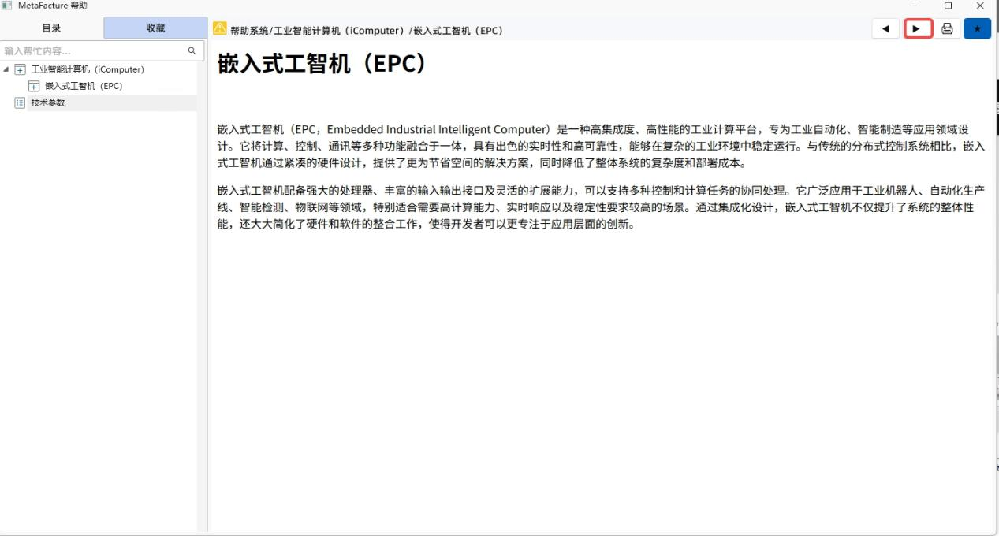 MetaFacture 帮助
目录
收藏
帮助系统/工业智能计算机（iComputer）/嵌入式工智机（EPC）
输入帮忙内容...
工业智能计算机（iComputer）
嵌入式工智机（EPC）
技术参数
嵌入式工智机（EPC）
嵌入式工智机（EPC，Embedded Industrial Intelligent Computer）是一种高集成度、高性能的工业计算平台，专为工业自动化、智能制造等应用领域设
计。它将计算、控制、通讯等多种功能融合于一体，具有出色的实时性和高可靠性，能够在复杂的工业环境中稳定运行。与传统的分布式控制系统相比，嵌入
式工智机通过紧凑的硬件设计，提供了更为节省空间的解决方案，同时降低了整体系统的复杂度和部署成本。
嵌入式工智机配备强大的处理器、丰富的输入输出接口及灵活的扩展能力，可以支持多种控制和计算任务的协同处理。它广泛应用于工业机器人、自动化生产
线、智能检测、物联网等领域，特别适合需要高计算能力、实时响应以及稳定性要求较高的场景。通过集成化设计，嵌入式工智机不仅提升了系统的整体性
能，还大大简化了硬件和软件的整合工作，使得开发者可以更专注于应用层面的创新。